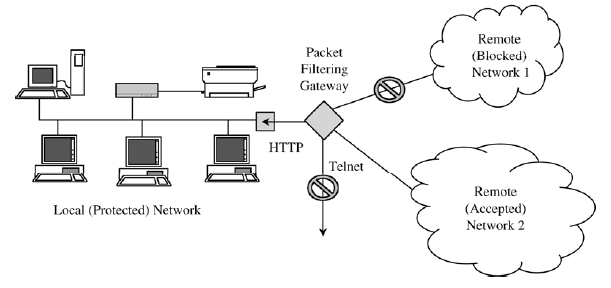 Packet
Filtering
Gateway
Remote
(Blocked)
Network 1
HTTP
Telnet
Local (Protected) Network
Remote
(Accepted)
Network 2